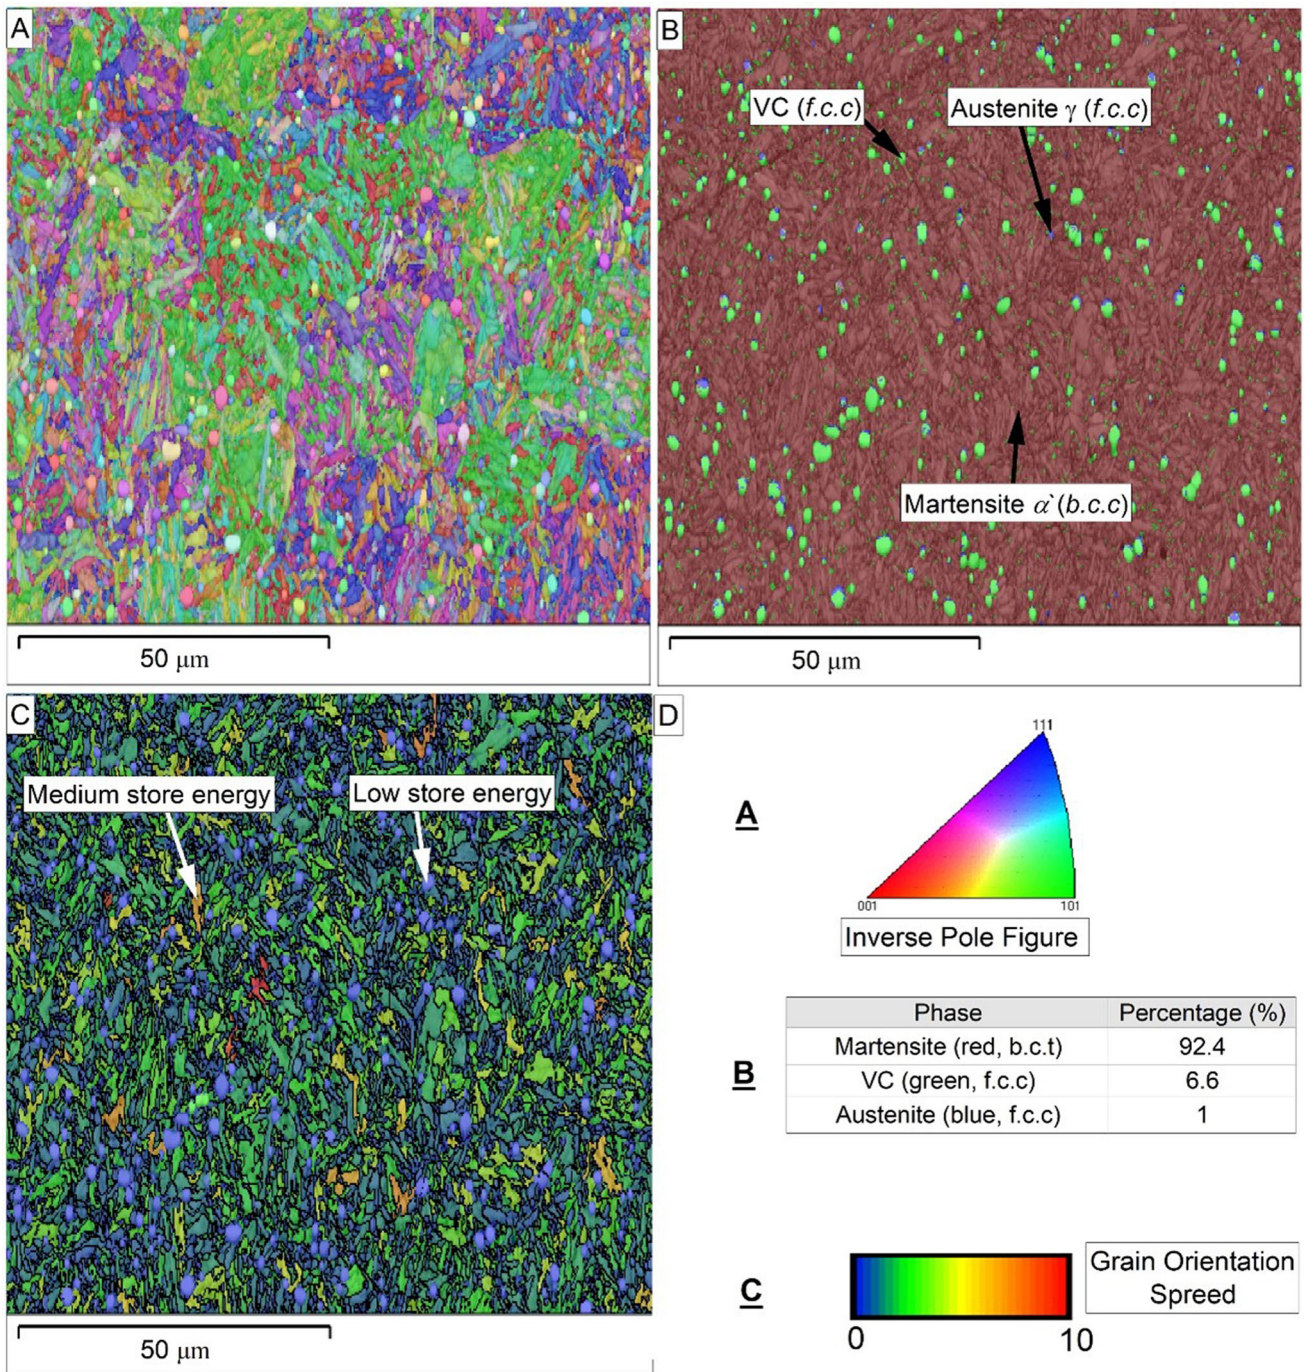 A
B
VC (f.c.c)
Austenite γ (f.c.c)
Martensite α` (b.c.c)
50 μm
50 μm
C
Medium store energy
Low store energy
50 μm
D
A
111
001
101
Inverse Pole Figure
B
Phase Percentage (%)
Martensite (red, b.c.t) 92.4
VC (green, f.c.c) 6.6
Austenite (blue, f.c.c) 1
C
0
10
Grain Orientation
Spreed